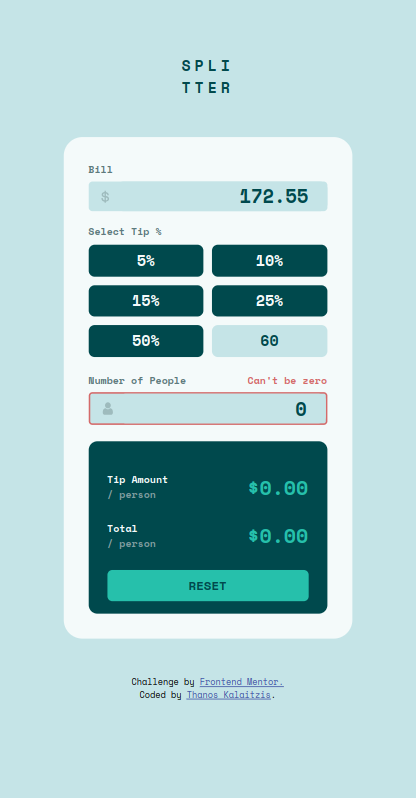 SPLI
TTER
Bill
$ 172.55
Select Tip %
5% 10%
15% 25%
50% 60
Number of People Can't be zero
0
Tip Amount
/ person
$0.00
Total
/ person
$0.00
RESET
Challenge by Frontend Mentor.
Coded by Thanos Kalaitzis.